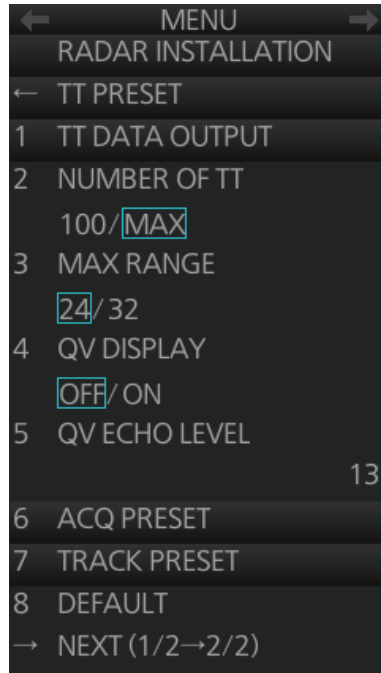 ← MENU →
RADAR INSTALLATION
← TT PRESET
1 TT DATA OUTPUT
2 NUMBER OF TT
100/MAX
3 MAX RANGE
24/32
4 QV DISPLAY
OFF/ON
5 QV ECHO LEVEL
13
6 ACQ PRESET
7 TRACK PRESET
8 DEFAULT
→ NEXT (1/2→2/2)